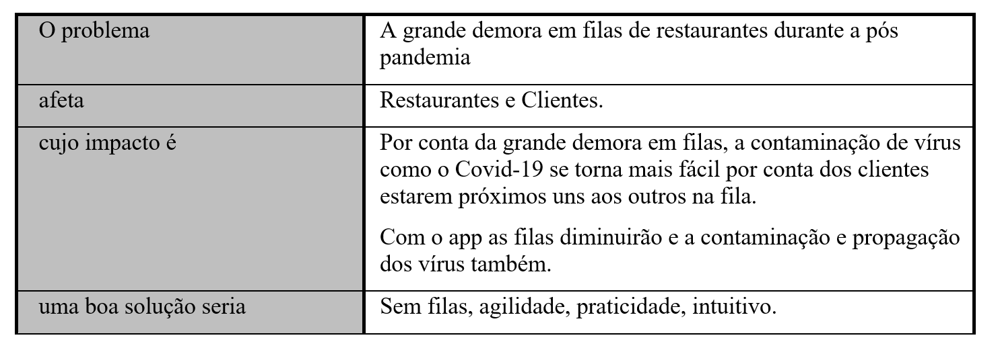 O problema
A grande demora em filas de restaurantes durante a pós
pandemia
afeta
Restaurantes e Clientes.
cujo impacto é
Por conta da grande demora em filas, a contaminação de vírus
como o Covid-19 se torna mais fácil por conta dos clientes
estarem próximos uns aos outros na fila.
Com o app as filas diminuirão e a contaminação e propagação
dos vírus também.
uma boa solução seria
Sem filas, agilidade, praticidade, intuitivo.